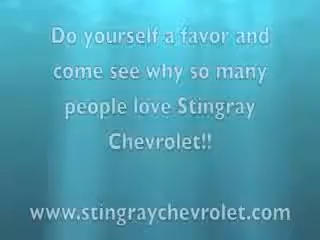 Do yourself a favor and
come see why so many
people love Stingray
Chevrolet!!
www.stingraychevrolet.com